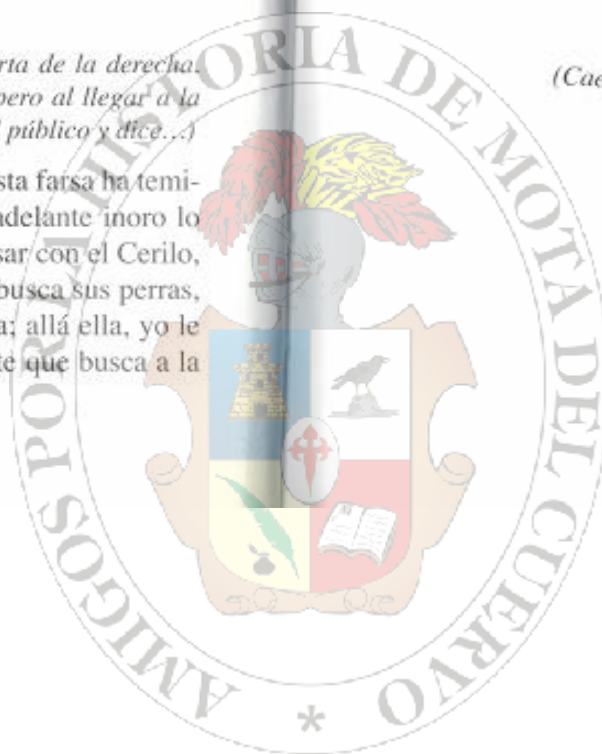 rta de la derecha.
pero al llegar a la
l público y dice...)
sta farsa ha temi-
adelante inoro lo
sar con el Cerilo,
busca sus perras,
a; allá ella, yo le
te que busca a la
(Cae
AMIGOS POR LA HISTORIA DE MOTA DEL CUERVO
*